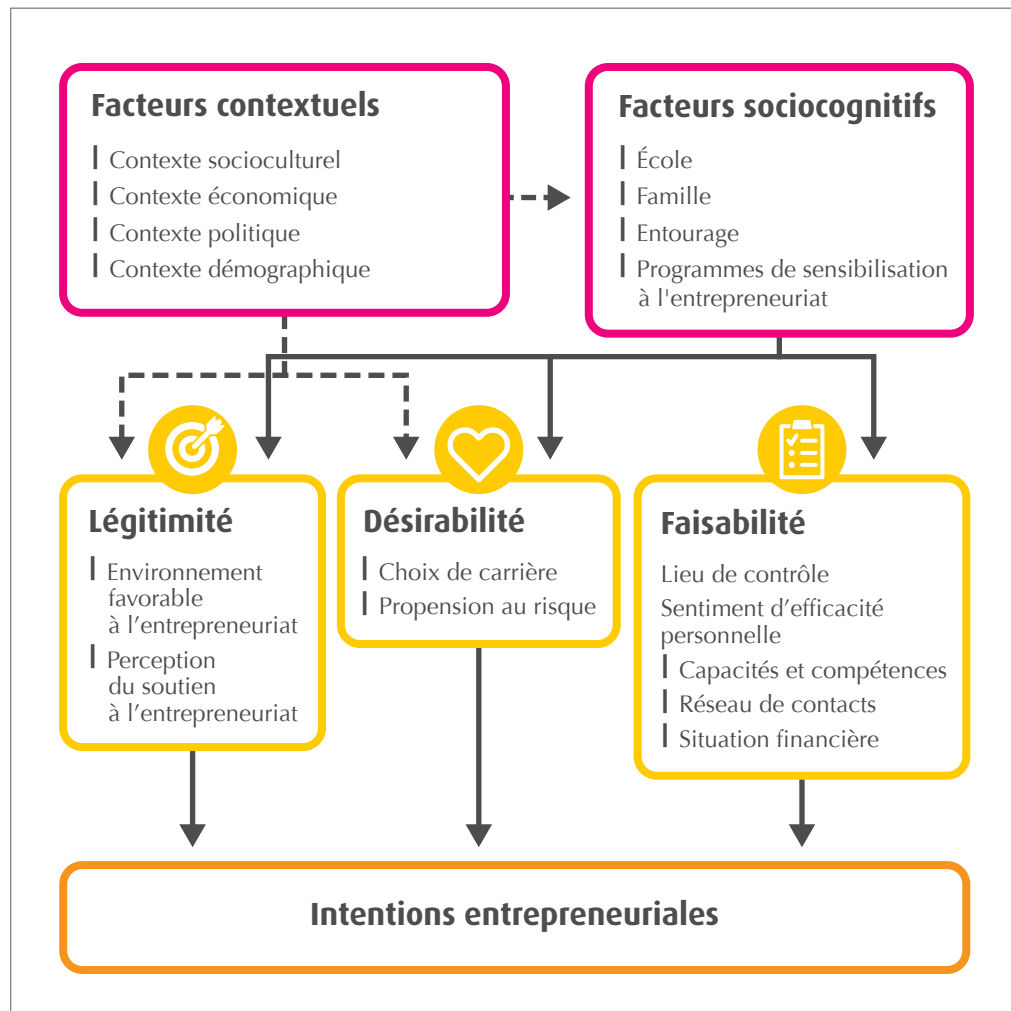 Facteurs contextuels
Contexte socioculturel
Contexte économique
Contexte politique
Contexte démographique
Facteurs sociocognitifs
École
Famille
Entourage
Programmes de sensibilisation
à l'entrepreneuriat
Légitimité
Environnement
favorable
à l’entrepreneuriat
Perception
du soutien
à l’entrepreneuriat
Désirabilité
Choix de carrière
Propension au risque
Faisabilité
Lieu de contrôle
Sentiment d’efficacité
personnelle
Capacités et compétences
Réseau de contacts
Situation financière
Intentions entrepreneuriales